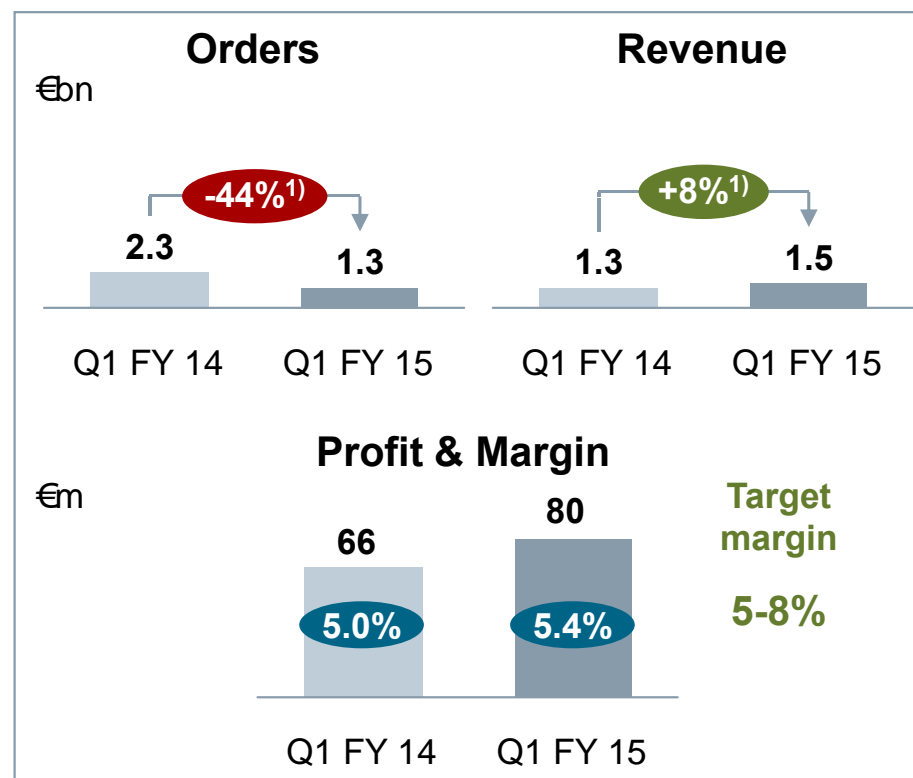 Orders
Revenue
€bn
-44%1)
+8%1)
2.3
1.3
1.3
1.5
Q1 FY 14
Q1 FY 15
Q1 FY 14
Q1 FY 15
Profit & Margin
€m
Target
margin
5-8%
66
80
5.0%
5.4%
Q1 FY 14
Q1 FY 15